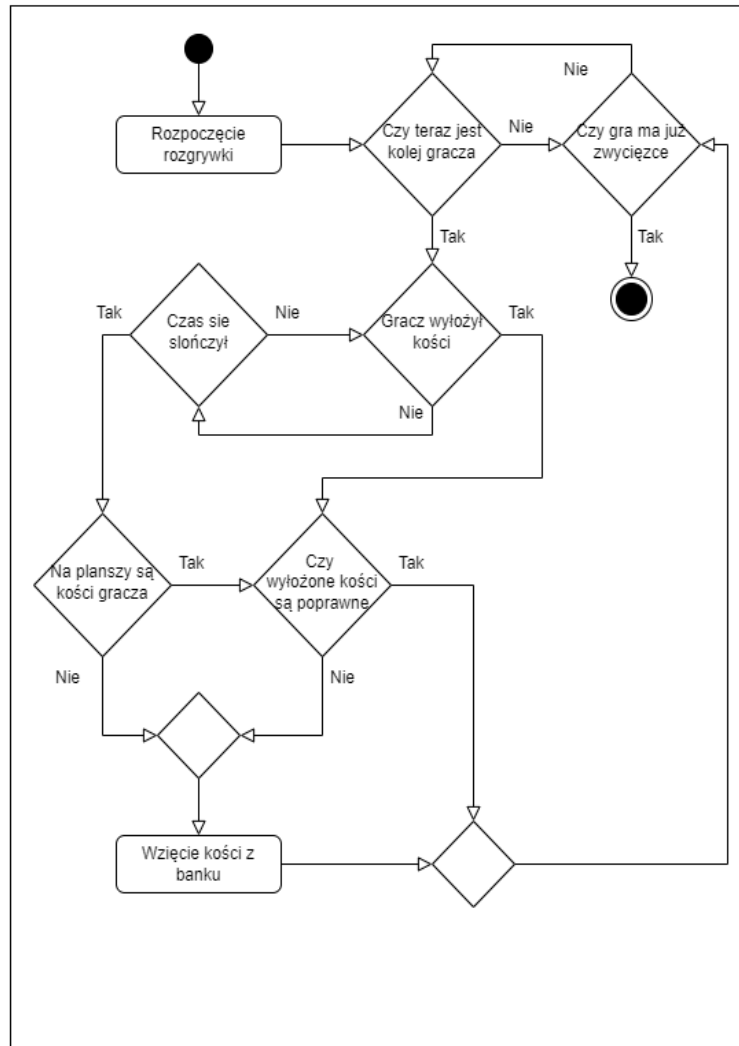 Rozpoczęcie
rozgrywki
Czy teraz jest
kolej gracza
Nie
Nie
Czy gra ma już
zwycięzce
Tak
Tak
Tak
Czas sie
slończył
Nie
Gracz wyłożył
kości
Tak
Nie
Na planszy są
kości gracza
Tak
Czy
wyłożone kości
są poprawne
Tak
Nie
Nie
Wzięcie kości z
banku